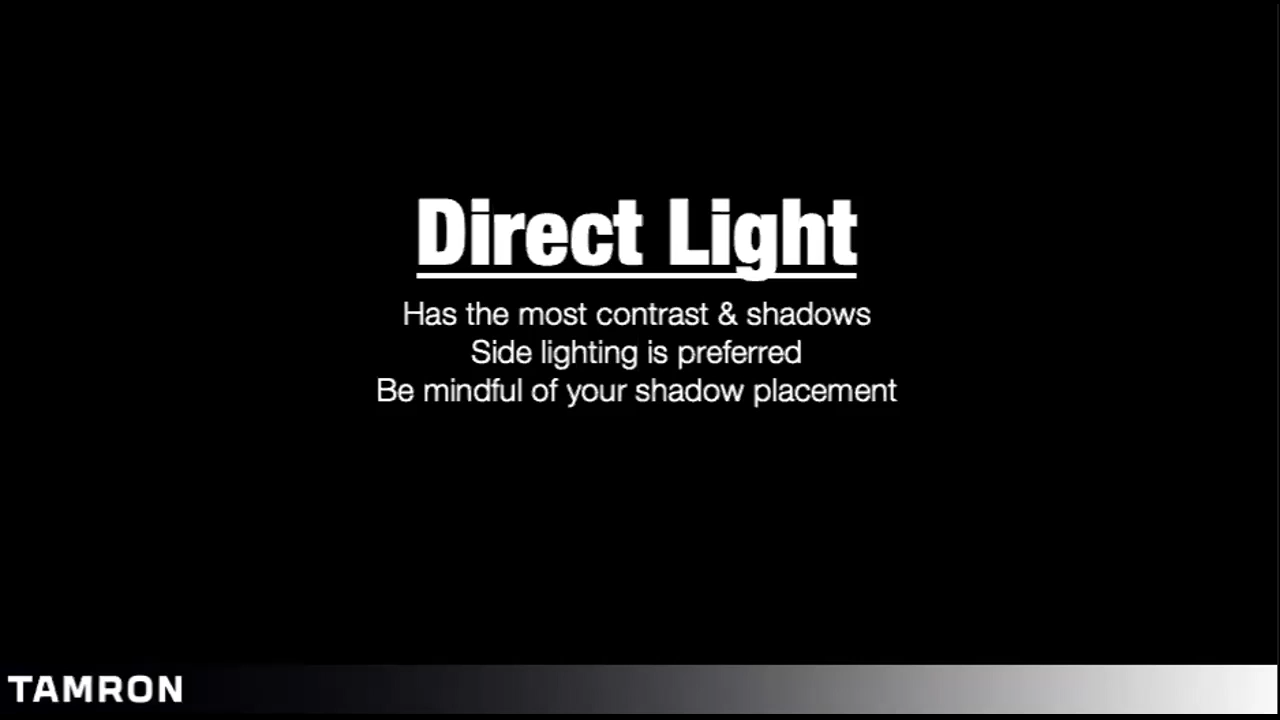 Direct Light
Has the most contrast & shadows
Side lighting is preferred
Be mindful of your shadow placement
TAMRON